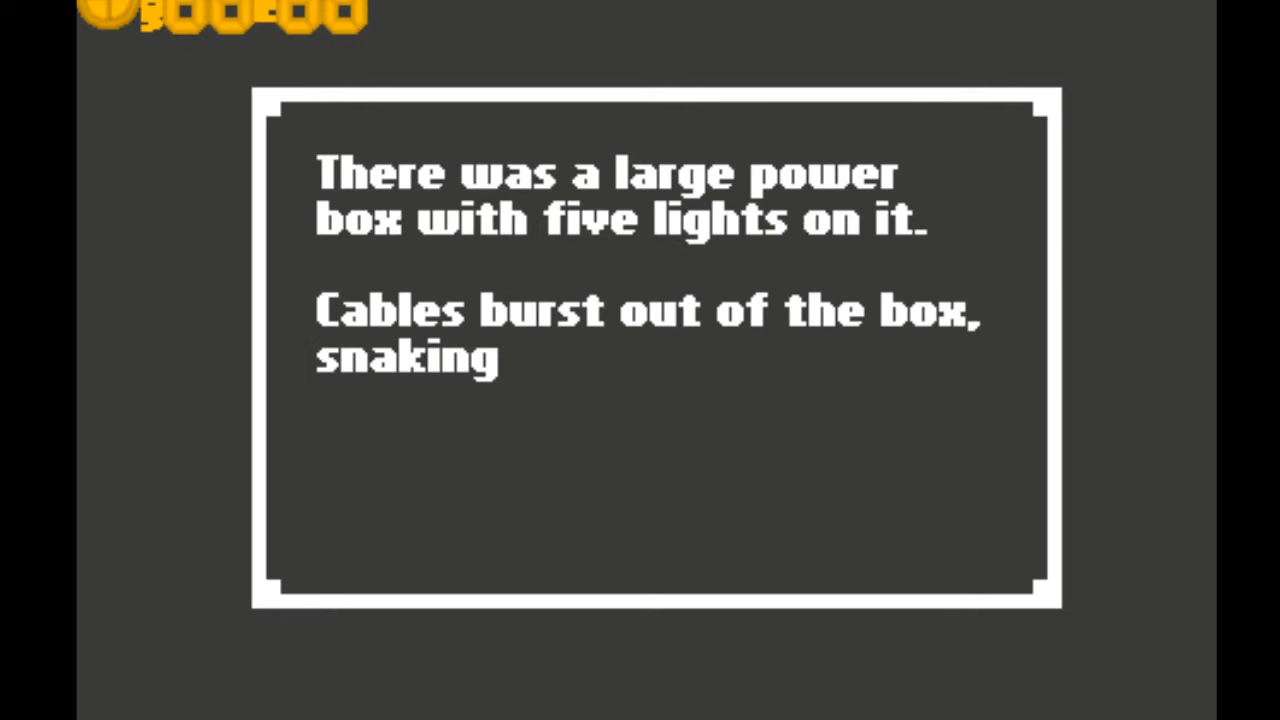 There was a large power
box with five lights on it.
Cables burst out of the box,
snaking